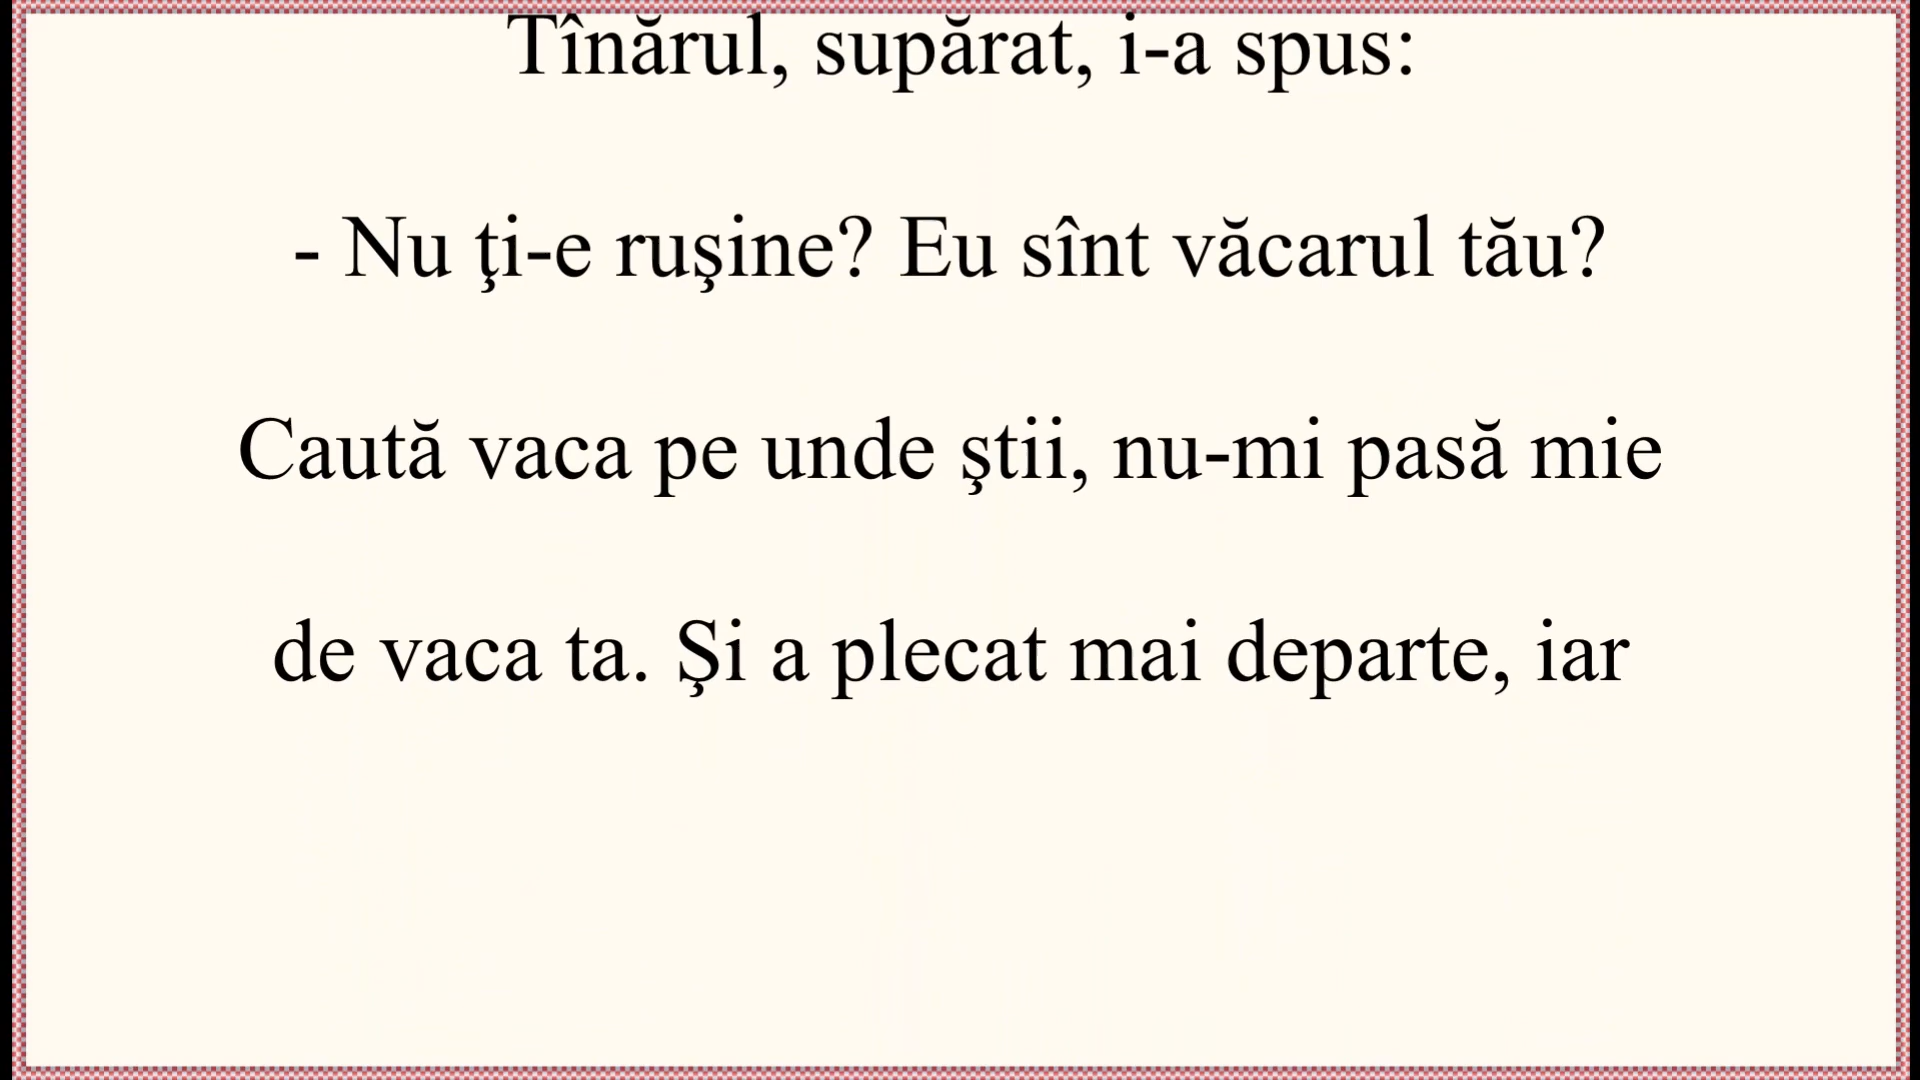 Tînărul, supărat, i-a spus:
- Nu ţi-e ruşine? Eu sînt văcarul tău?
Caută vaca pe unde ştii, nu-mi pasă mie
de vaca ta. Şi a plecat mai departe, iar